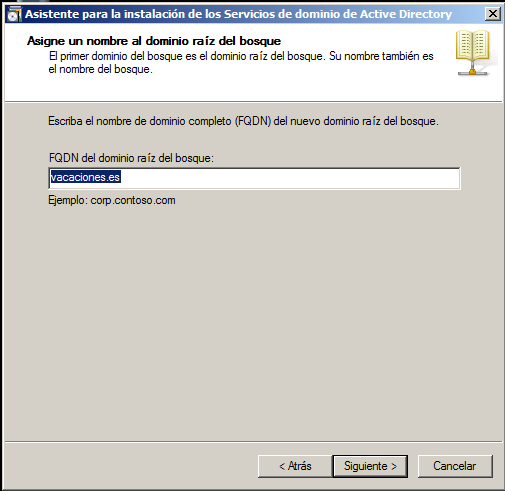 Asistente para la instalación de los Servicios de dominio de Active Directory
Asigne un nombre al dominio raíz del bosque
El primer dominio del bosque es el dominio raíz del bosque. Su nombre también es
el nombre del bosque.
Escriba el nombre de dominio completo (FQDN) del nuevo dominio raíz del bosque.
FQDN del dominio raíz del bosque:
vacaciones.es
Ejemplo: corp.contoso.com
< Atrás
Siguiente >
Cancelar